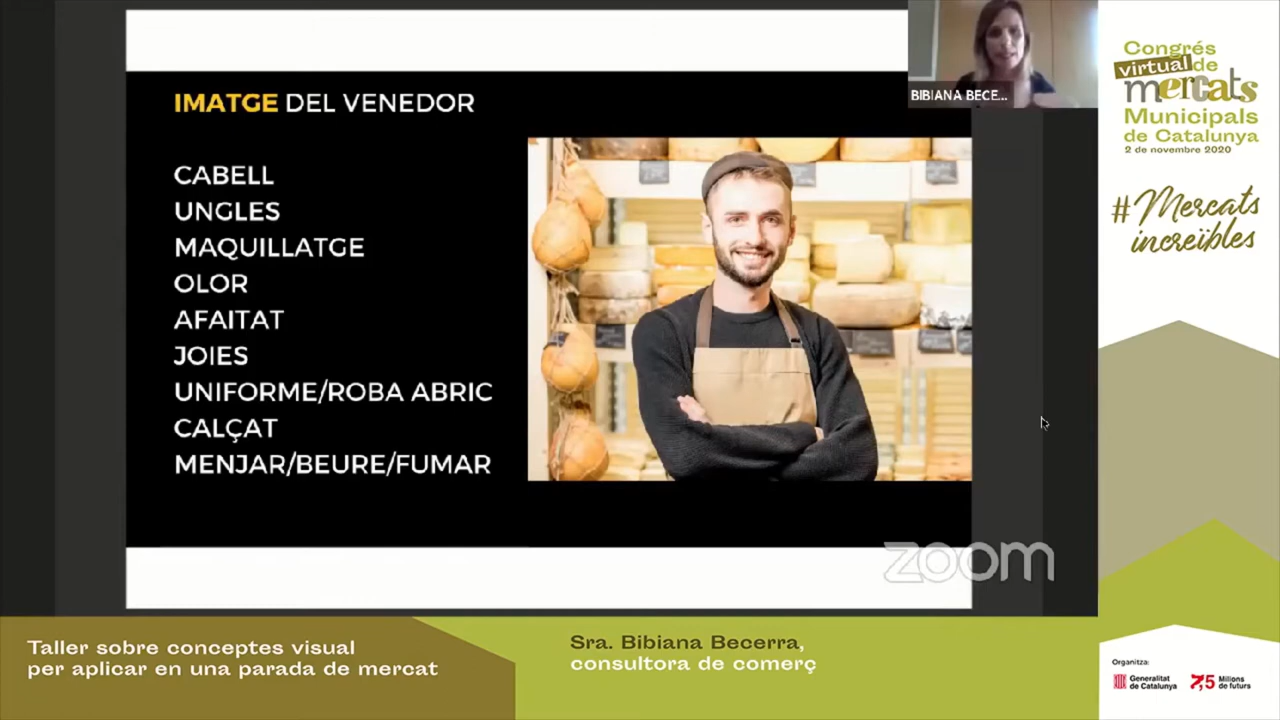 IMATGE DEL VENEDOR
CABELL
UNGLES
MAQUILLATGE
OLOR
AFAITAT
JOIES
UNIFORME/ROBA ABRIC
CALÇAT
MENJAR/BEURE/FUMAR
BIBIANA BECE...
zoom
Congrés
virtual de
mercats
Municipals
de Catalunya
2 de novembre 2020
#Mercats
increïbles
Taller sobre conceptes visual
per aplicar en una parada de mercat
Sra. Bibiana Becerra,
consultora de comerç
Organitza:
Generalitat
de Catalunya
7,5 Milions
de futurs